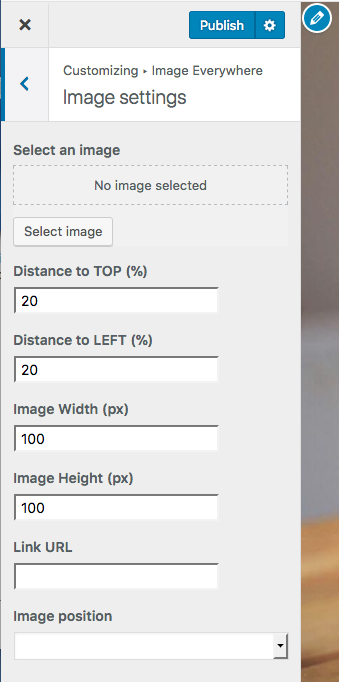 Publish
Customizing ▸ Image Everywhere
Image settings
Select an image
No image selected
Select image
Distance to TOP (%)
20
Distance to LEFT (%)
20
Image Width (px)
100
Image Height (px)
100
Link URL
Image position